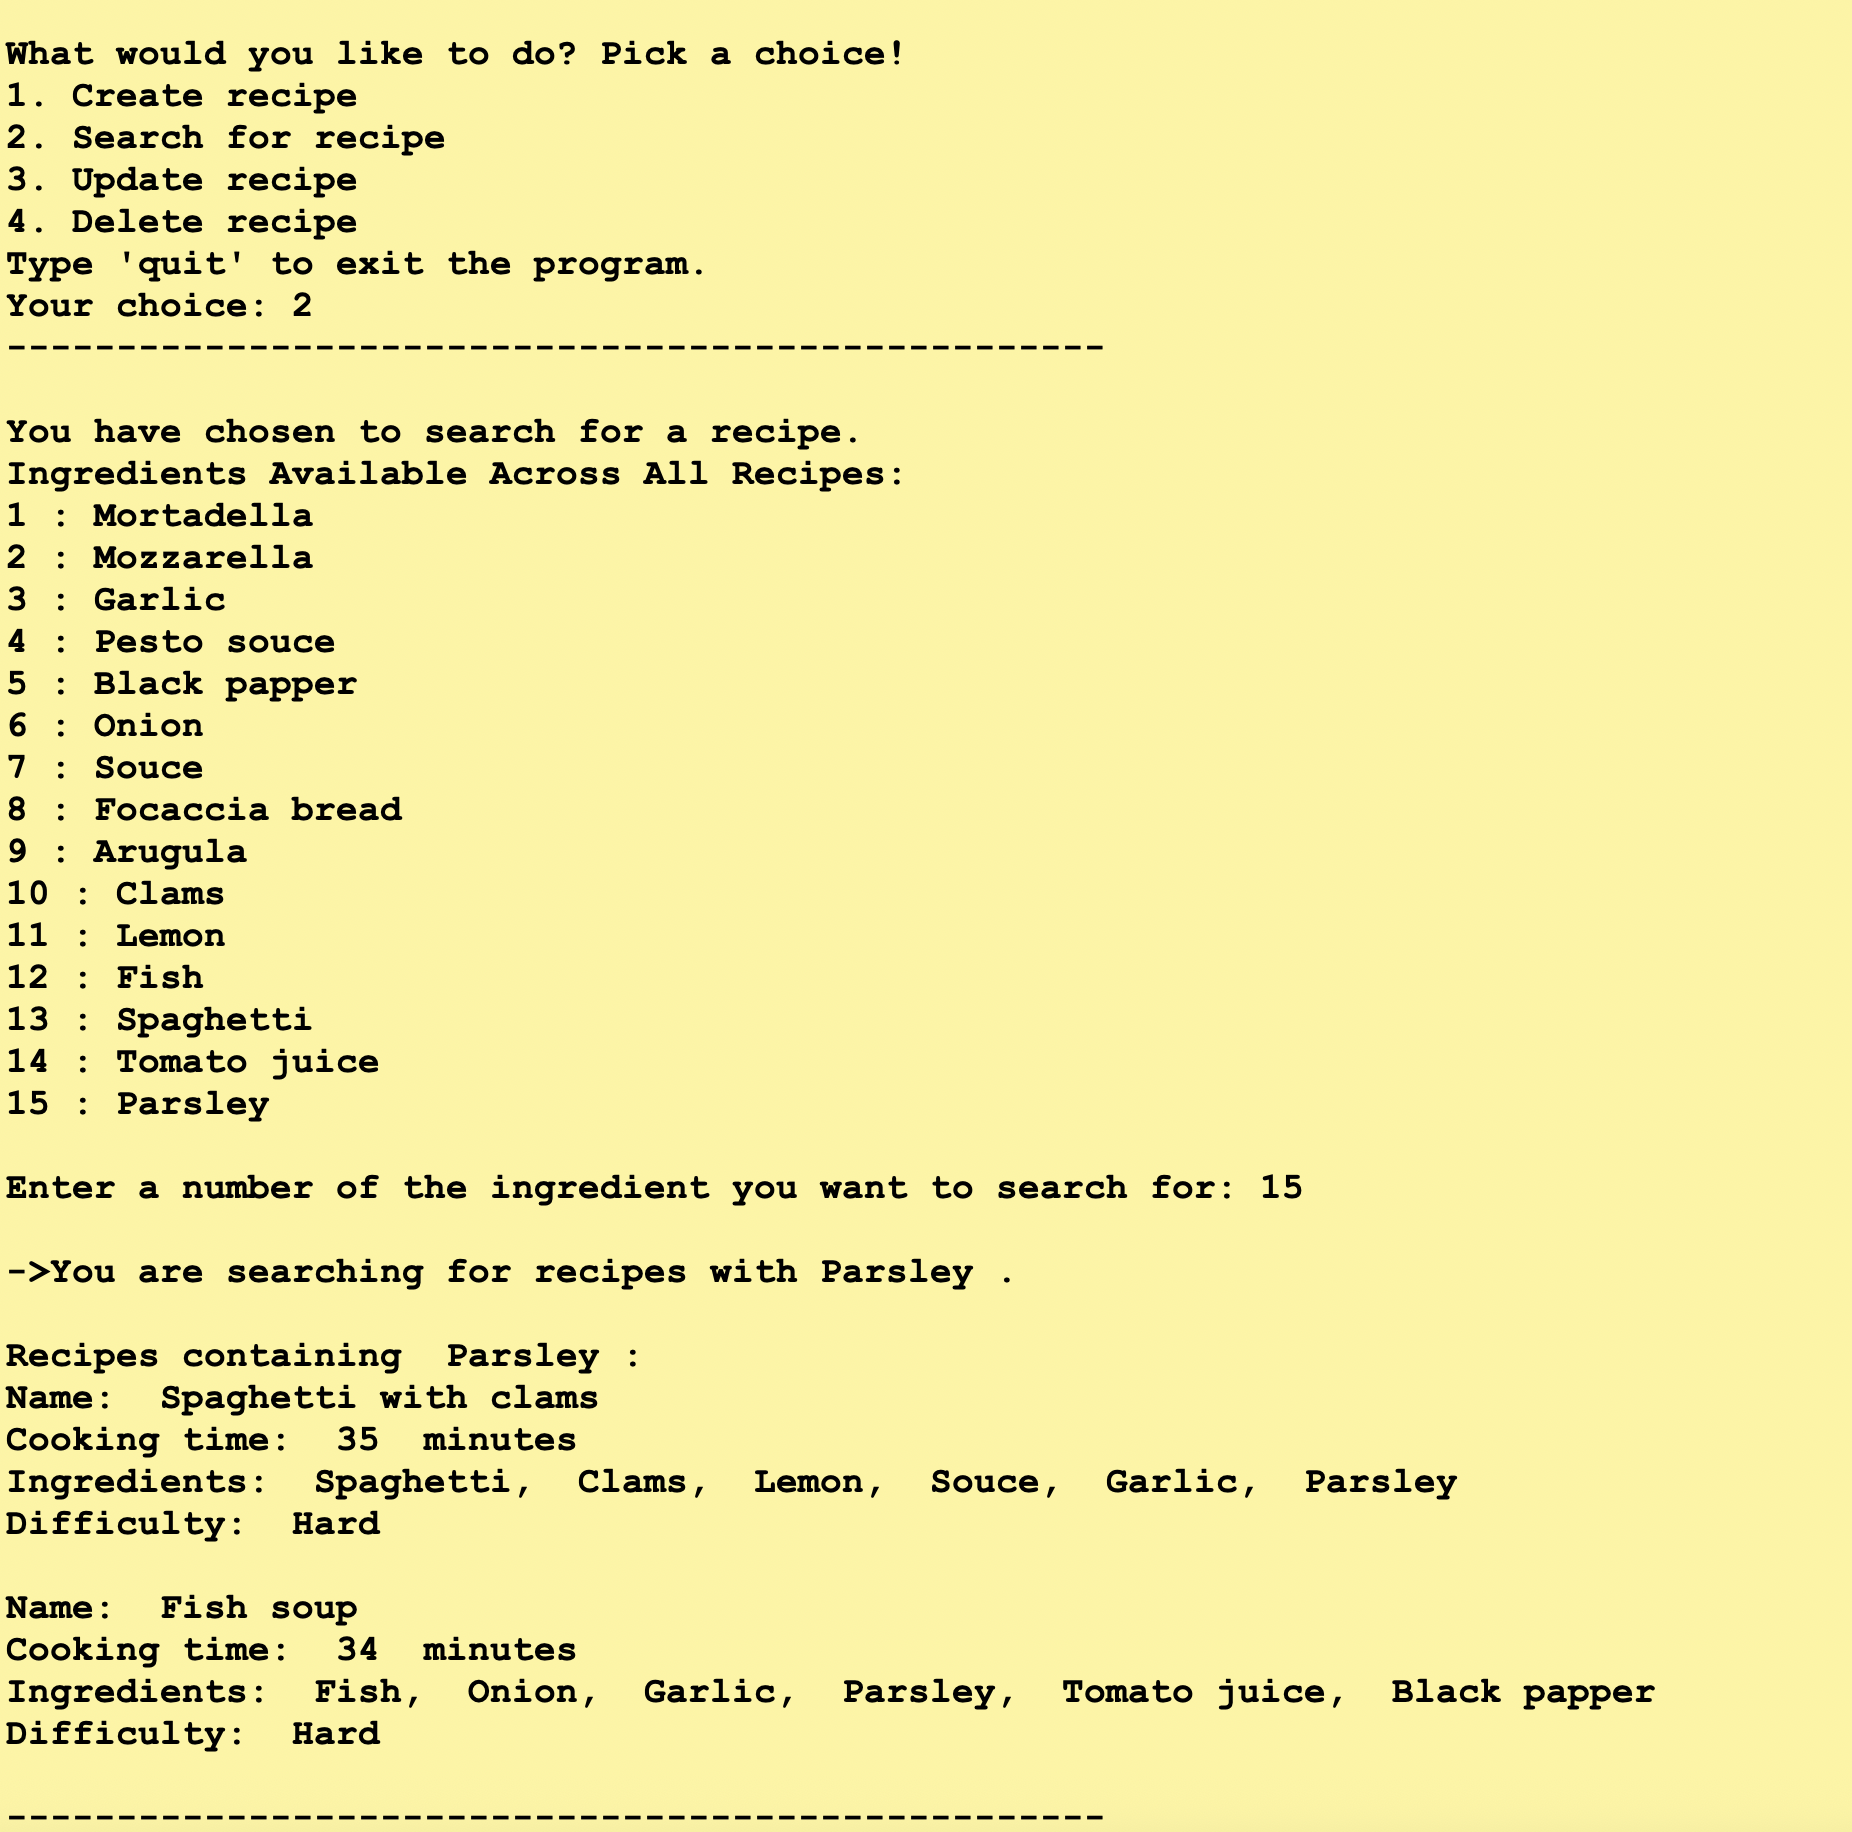 What would you like to do? Pick a choice!
1. Create recipe
2. Search for recipe
3. Update recipe
4. Delete recipe
Type 'quit' to exit the program.
Your choice: 2
--------------------------------------------------
You have chosen to search for a recipe.
Ingredients Available Across All Recipes:
1 : Mortadella
2 : Mozzarella
3 : Garlic
4 : Pesto souce
5 : Black papper
6 : Onion
7 : Souce
8 : Focaccia bread
9 : Arugula
10 : Clams
11 : Lemon
12 : Fish
13 : Spaghetti
14 : Tomato juice
15 : Parsley
Enter a number of the ingredient you want to search for: 15
->You are searching for recipes with Parsley .
Recipes containing  Parsley :
Name:  Spaghetti with clams
Cooking time:  35  minutes
Ingredients:  Spaghetti,  Clams,  Lemon,  Souce,  Garlic,  Parsley
Difficulty:  Hard
Name:  Fish soup
Cooking time:  34  minutes
Ingredients:  Fish,  Onion,  Garlic,  Parsley,  Tomato juice,  Black papper
Difficulty:  Hard
--------------------------------------------------